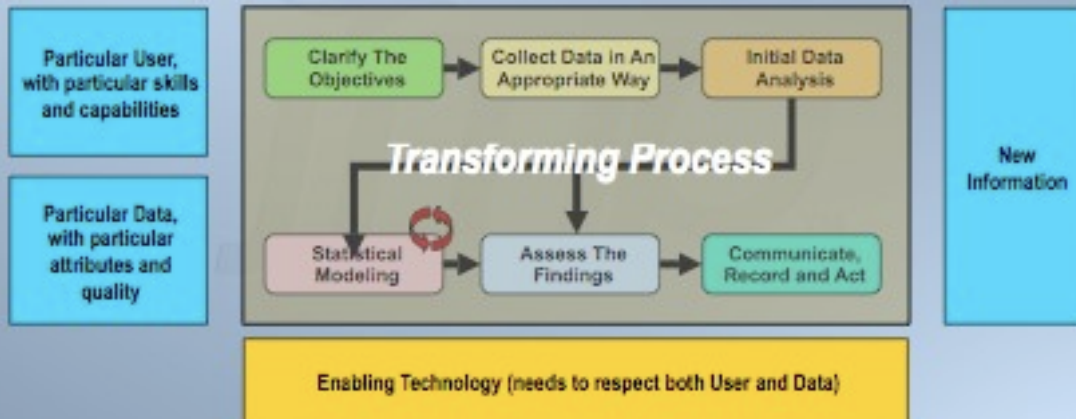 Particular User,
with particular skills
and capabilities
Particular Data,
with particular
attributes and
quality
Clarify The
Objectives
Collect Data in An
Appropriate Way
Initial Data
Analysis
Transforming Process
Statistical
Modeling
Assess The
Findings
Communicate,
Record and Act
New
Information
Enabling Technology (needs to respect both User and Data)